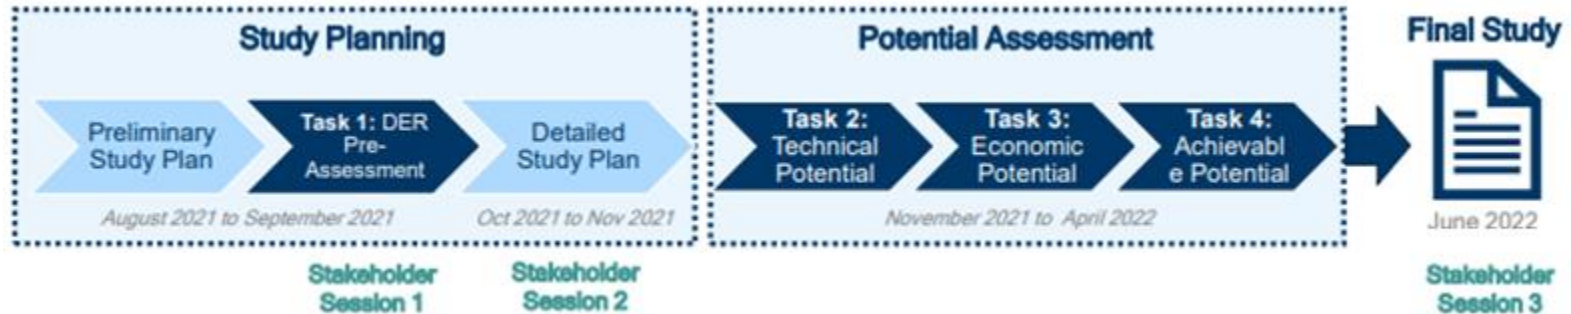 Study Planning
Preliminary
Study Plan
Task 1: DER
Pre-
Assessment
Detailed
Study Plan
August 2021 to September 2021
Oct 2021 to Nov 2021
Potential Assessment
Task 2:
Technical
Potential
Task 3:
Economic
Potential
Task 4:
Achievabl
e Potential
November 2021 to April 2022
Final Study
June 2022
Stakeholder
Session 1
Stakeholder
Session 2
Stakeholder
Session 3